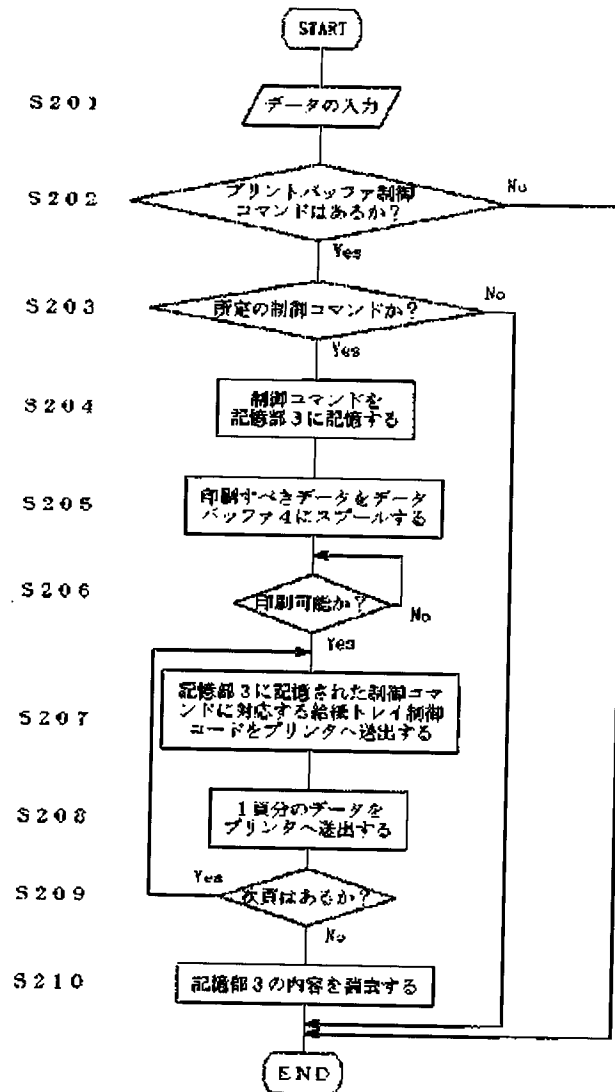 START
S201
データの入力
S202
プリントバッファ制御
コマンドはあるか?
No
Yes
S203
所定の制御コマンドか?
No
Yes
S204
制御コマンドを
記憶部3に記憶する
S205
印刷すべきデータをデータ
バッファ4にスプールする
S206
印刷可能か?
No
Yes
S207
記憶部3に記憶された制御コマ
ンドに対応する給紙トレイ制御
コードをプリンタへ送出する
S208
1頁分のデータを
プリンタへ送出する
S209
Yes
次頁はあるか?
No
S210
記憶部3の内容を消去する
END